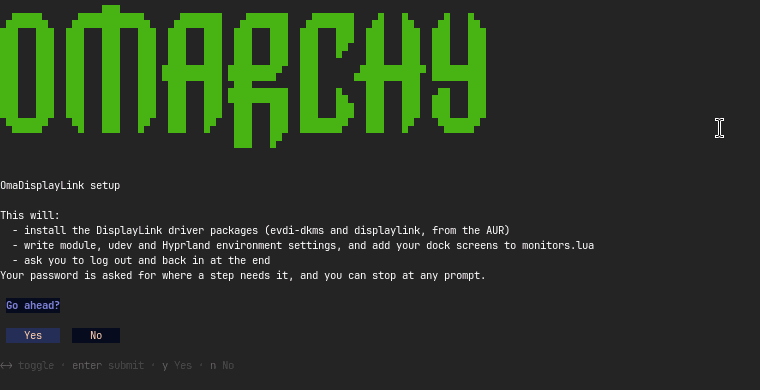 OMARCHY
OmaDisplayLink setup
This will:
- install the DisplayLink driver packages (evdi-dkms and displaylink, from the AUR)
- write module, udev and Hyprland environment settings, and add your dock screens to monitors.lua
- ask you to log out and back in at the end
Your password is asked for where a step needs it, and you can stop at any prompt.
Go ahead?
Yes No
↔ toggle • enter submit • y Yes • n No